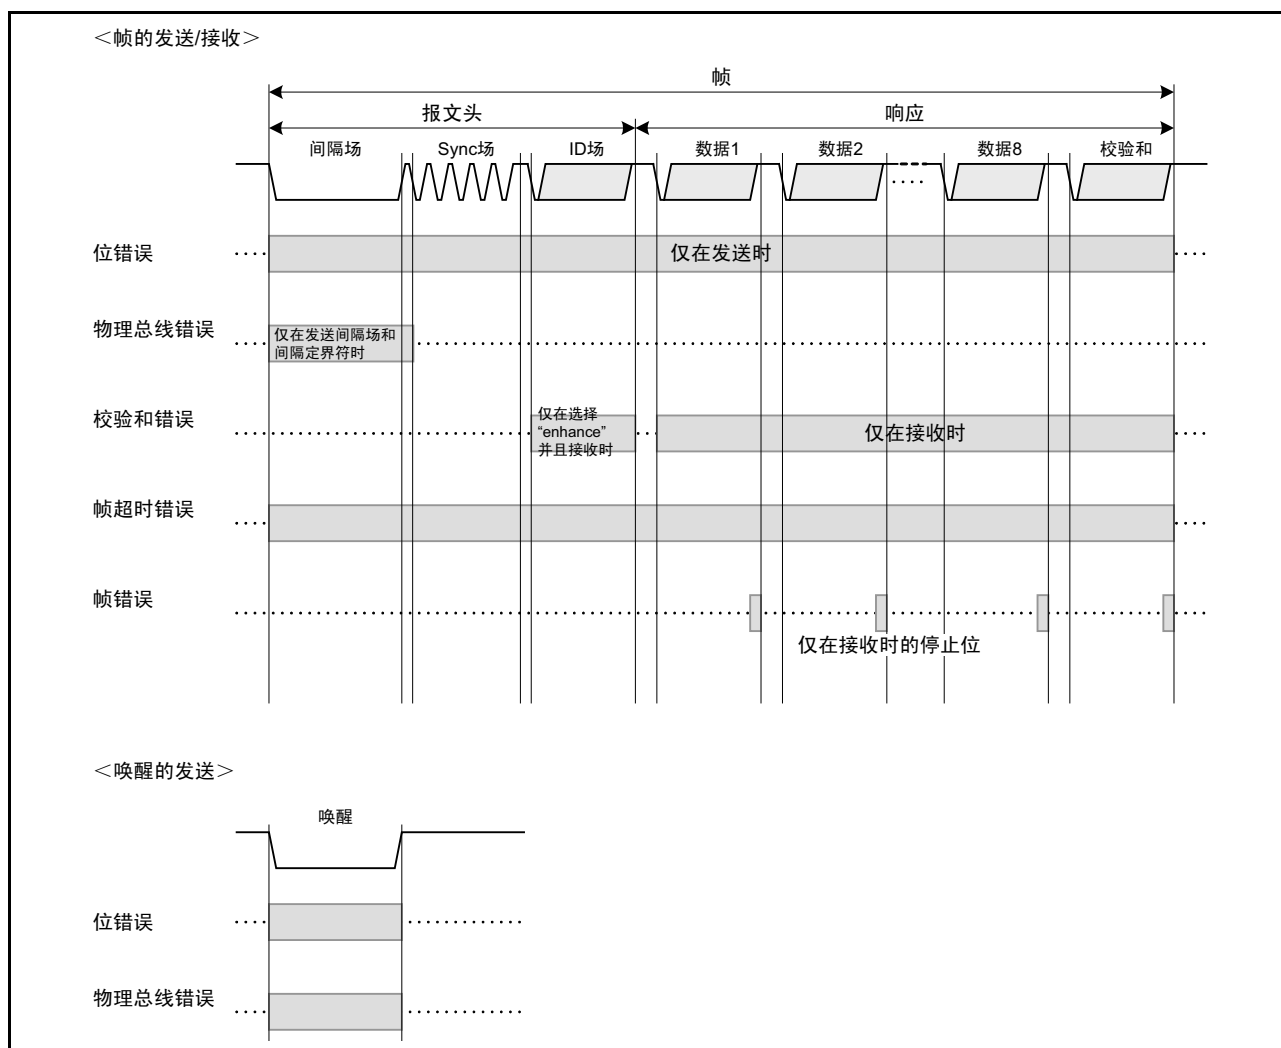 ＜帧的发送/接收＞
帧
报文头
响应
间隔场
Sync场
ID场
数据1
数据2
数据8
校验和
位错误
仅在发送时
物理总线错误
仅在发送间隔场和
间隔定界符时
校验和错误
仅在选择
“enhance”
并且接收时
仅在接收时
帧超时错误
帧错误
仅在接收时的停止位
＜唤醒的发送＞
唤醒
位错误
物理总线错误